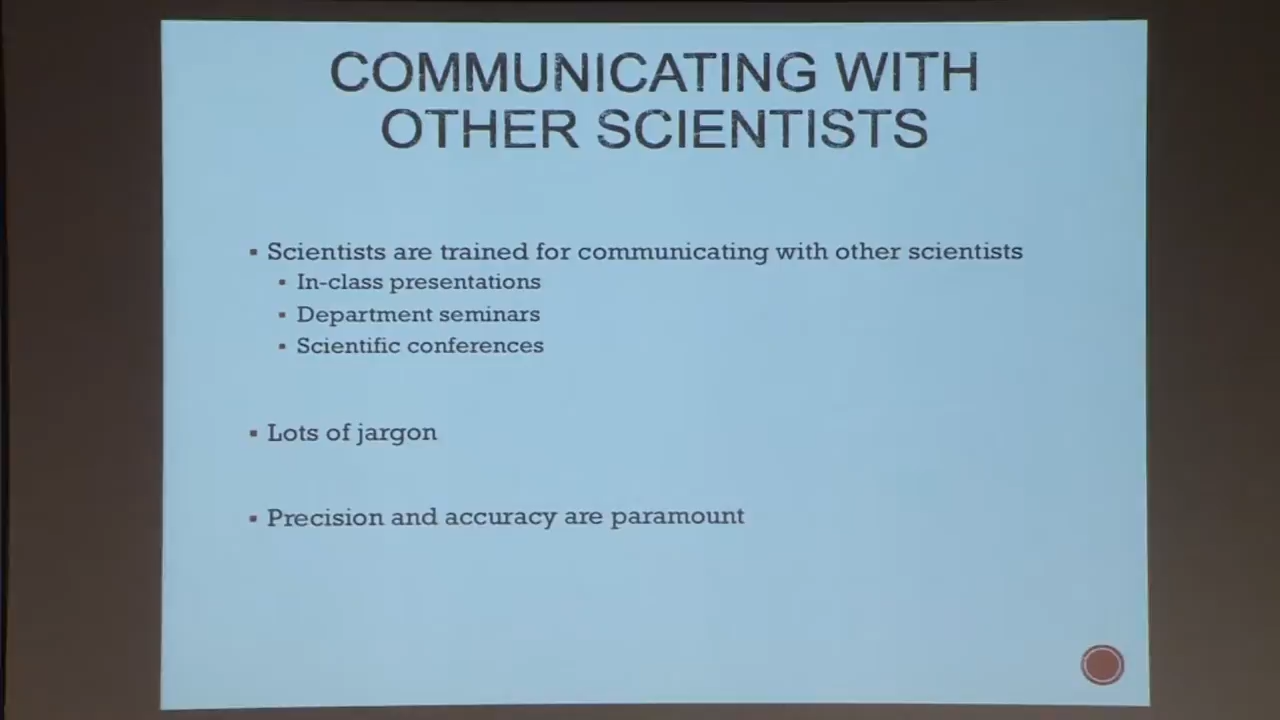 COMMUNICATING WITH
OTHER SCIENTISTS
▪ Scientists are trained for communicating with other scientists
▪ In-class presentations
▪ Department seminars
▪ Scientific conferences
▪ Lots of jargon
▪ Precision and accuracy are paramount